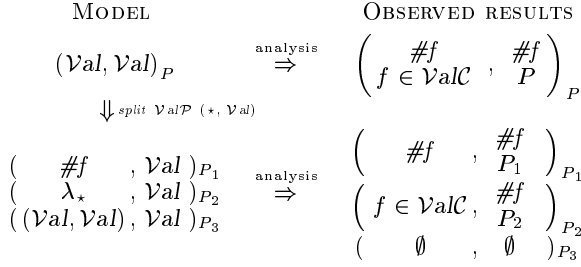 MODEL OBSERVED RESULTS
(𝒱al, 𝒱al)_P analysis ⇒ ( #f f ∈ 𝒱al𝒞 , #f P )_P
⇓ split 𝒱al𝒫 (⋆, 𝒱al)
( #f , 𝒱al )_{P_1} analysis ⇒ ( #f , #f P_1 )_{P_1}
( λ_⋆ , 𝒱al )_{P_2} ( f ∈ 𝒱al𝒞 , #f P_2 )_{P_2}
( (𝒱al, 𝒱al) , 𝒱al )_{P_3} ( ∅ , ∅ )_{P_3}